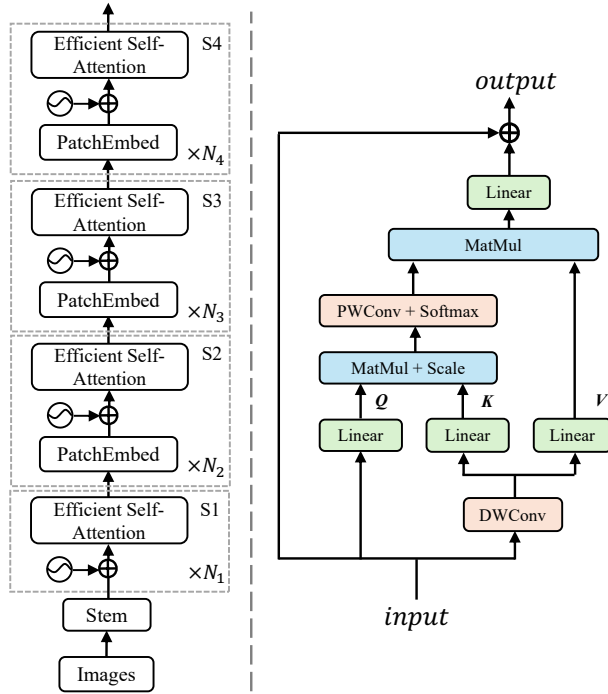 Efficient Self-
Attention
S4
PatchEmbed
×N₄
Efficient Self-
Attention
S3
PatchEmbed
×N₃
Efficient Self-
Attention
S2
PatchEmbed
×N₂
Efficient Self-
Attention
S1
×N₁
Stem
Images
output
Linear
MatMul
PWConv + Softmax
MatMul + Scale
Q
K
V
Linear
Linear
Linear
DWConv
input